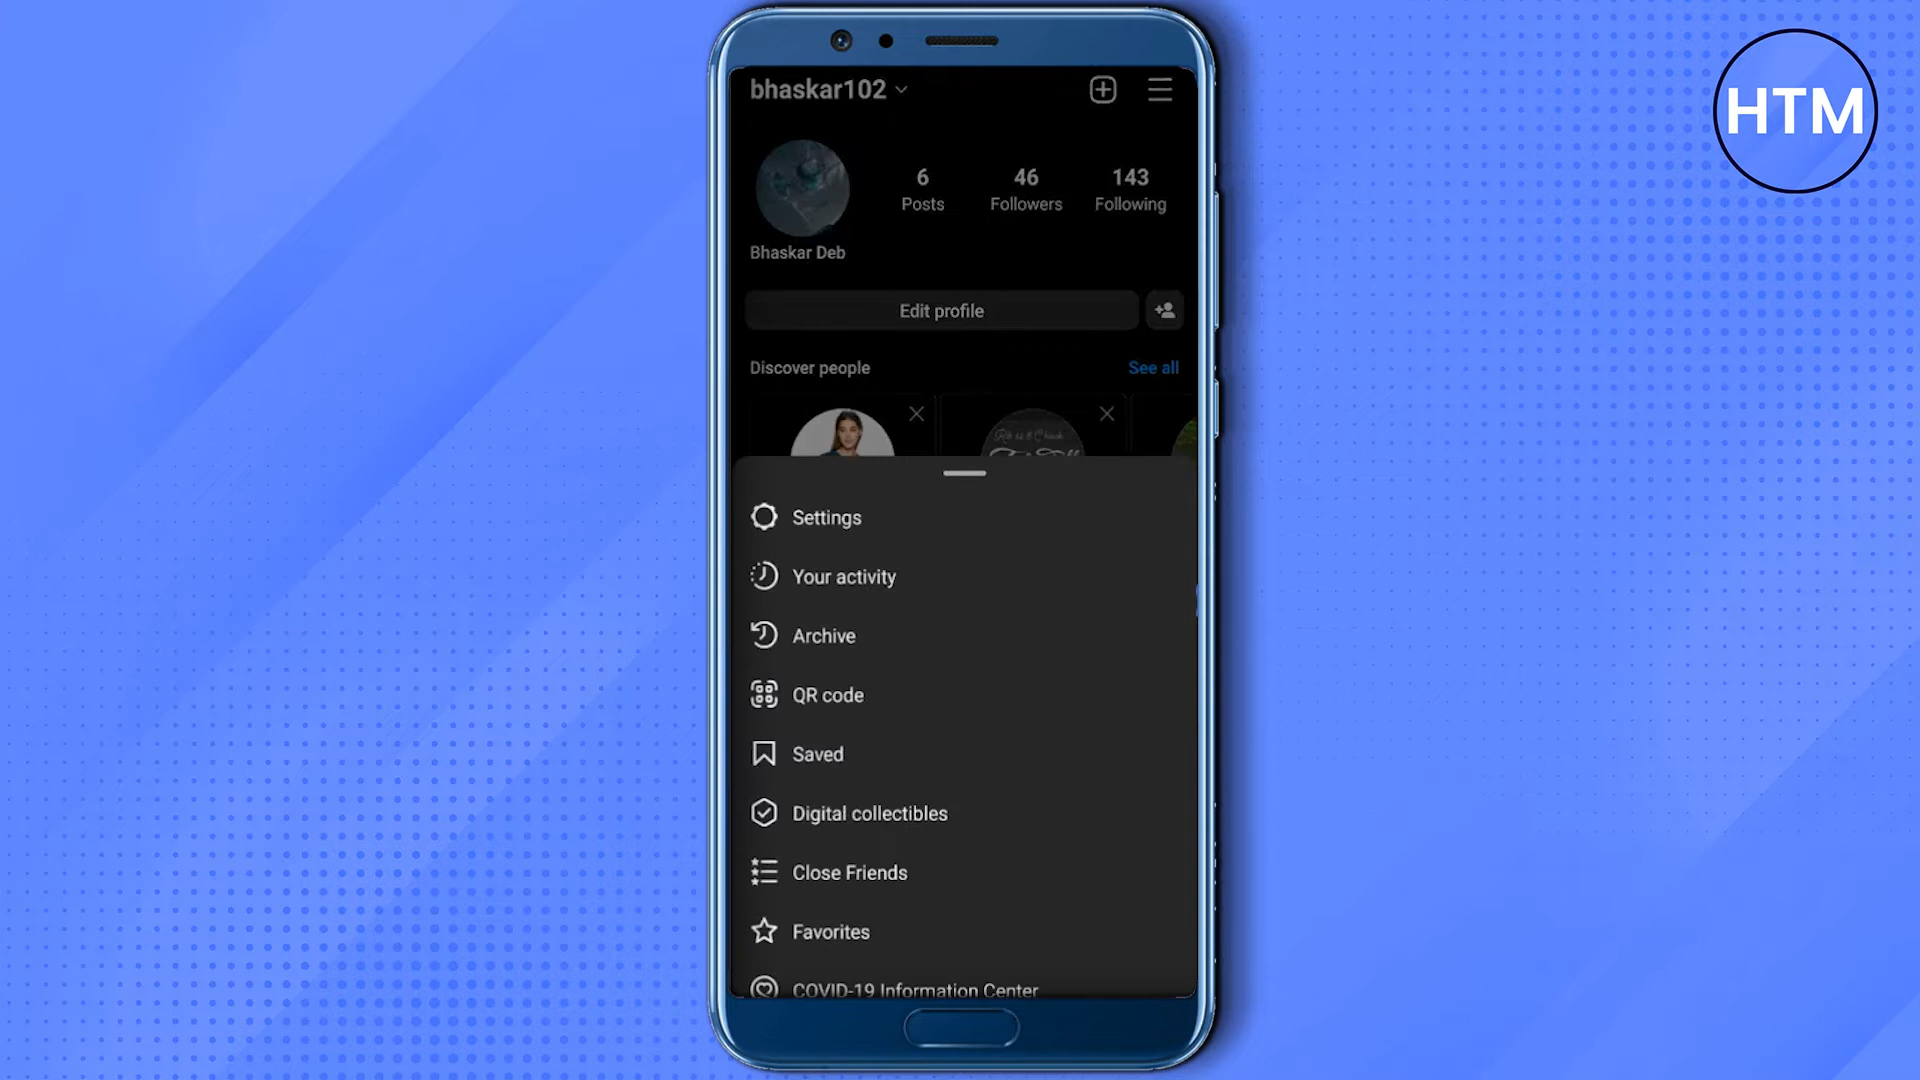 HTM
bhaskar102
6 46 143
Posts Followers Following
Bhaskar Deb
Edit profile
Discover people See all
Settings
Your activity
Archive
QR code
Saved
Digital collectibles
Close Friends
Favorites
COVID-19 Information Center